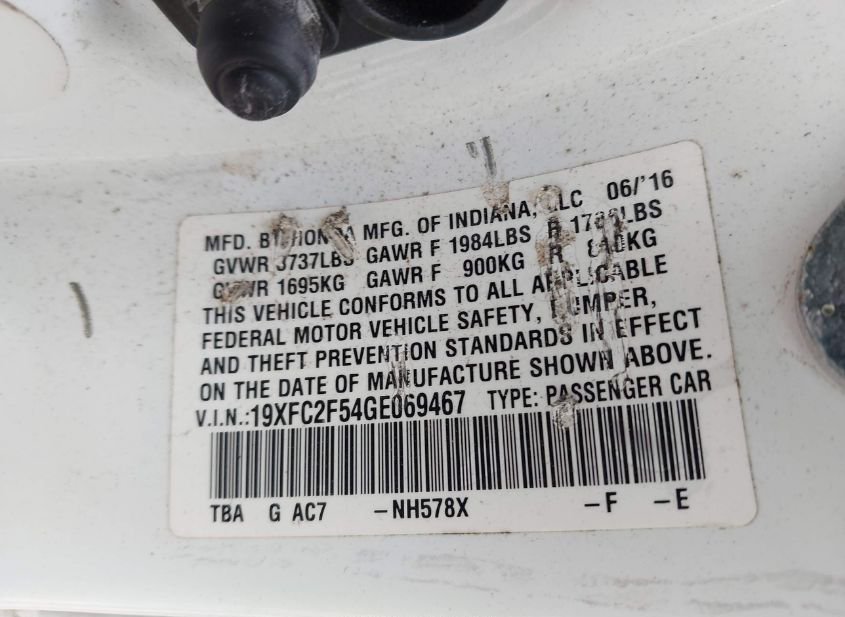 MFD. BY HONDA MFG. OF INDIANA, LLC 06/'16
GVWR 3737LBS GAWR F 1984LBS R LBS
GVWR 1695KG GAWR F 900KG R KG
THIS VEHICLE CONFORMS TO ALL APPLICABLE
FEDERAL MOTOR VEHICLE SAFETY, BUMPER,
AND THEFT PREVENTION STANDARDS IN EFFECT
ON THE DATE OF MANUFACTURE SHOWN ABOVE.
V.I.N.:19XFC2F54GE069467 TYPE: PASSENGER CAR
TBA G AC7 -NH578X -F -E